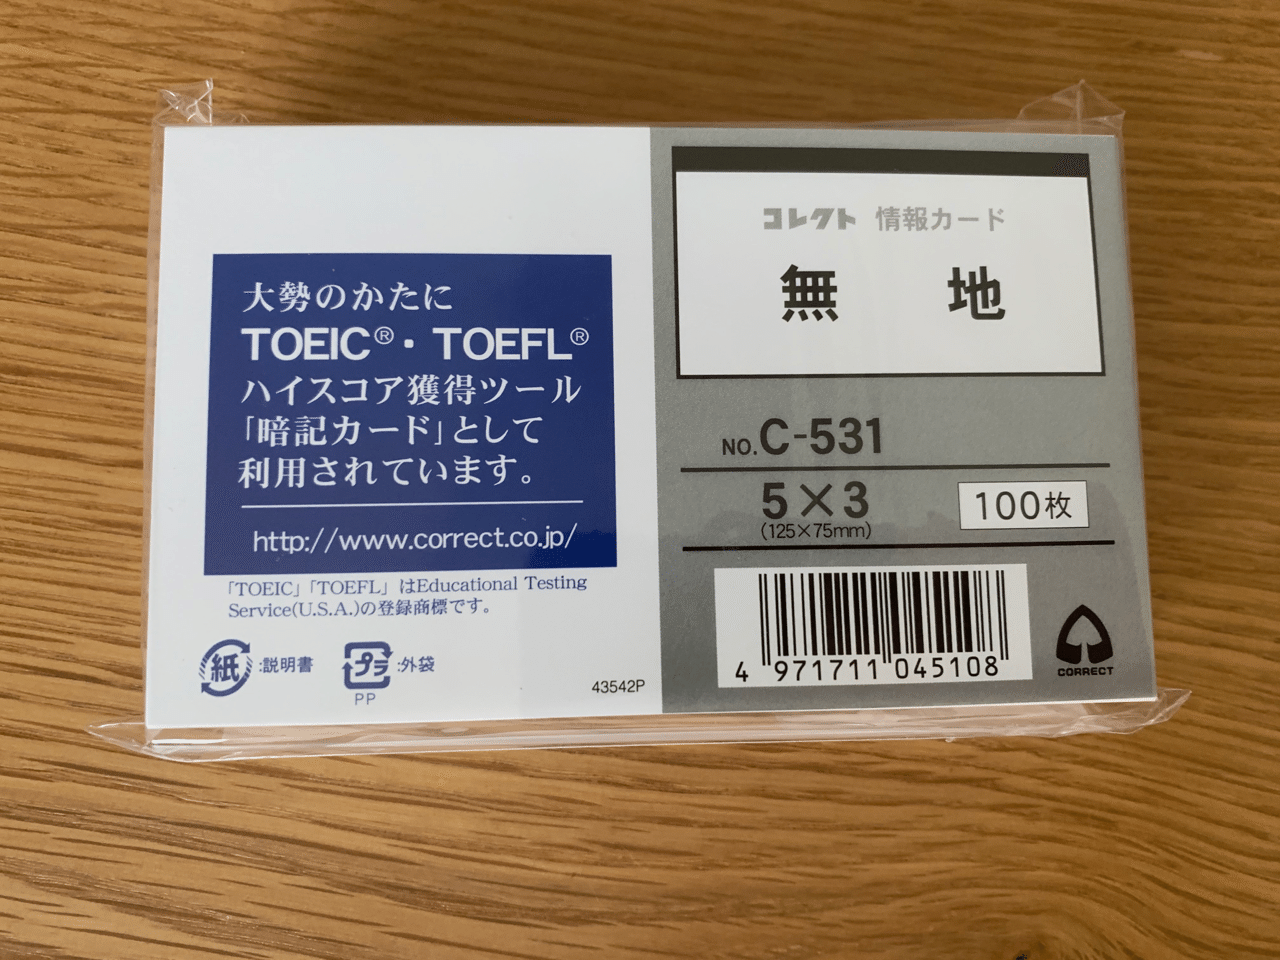 大勢のかたに
TOEIC®・TOEFL®
ハイスコア獲得ツール
「暗記カード」として
利用されています。
http://www.correct.co.jp/
「TOEIC」「TOEFL」はEducational Testing
Service(U.S.A.)の登録商標です。
紙:説明書
プラ:外袋
PP
43542P
コレクト 情報カード
無 地
NO.C-531
5×3
(125×75mm)
100枚
4 971711 045108
CORRECT